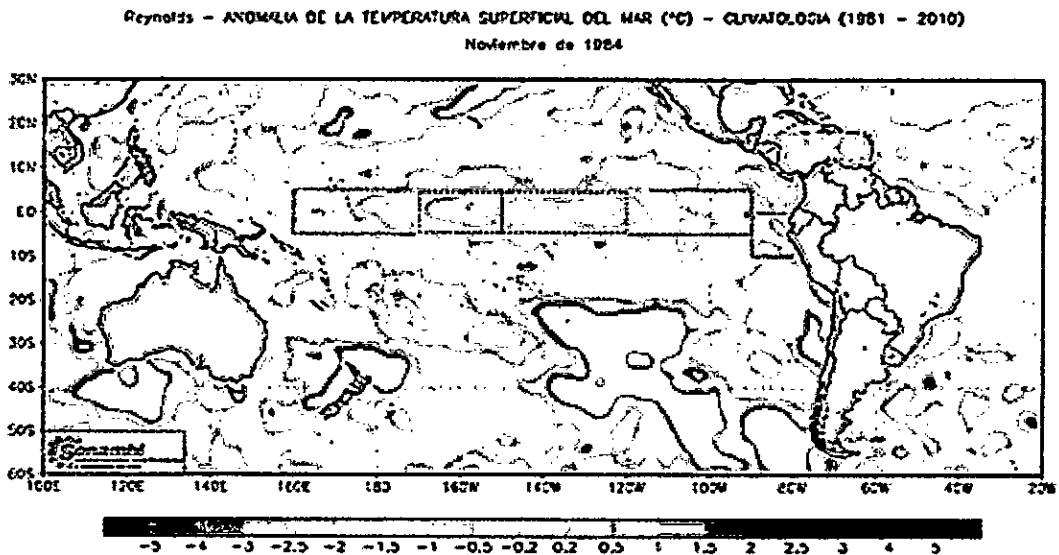 Reynolds - ANOMALIA DE LA TEMPERATURA SUPERFICIAL DEL MAR (°C) - CLIMATOLOGIA (1981 - 2010)
Noviembre de 1984
30N
20N
10N
EQ
10S
20S
30S
40S
50S
60S
Senamhi
100E 120E 140E 160E 180 160W 140W 120W 100W 80W 60W 40W 20W
-5 -4 -3 -2.5 -2 -1.5 -1 -0.5 -0.2 0.2 0.5 1 1.5 2 2.5 3 4 5